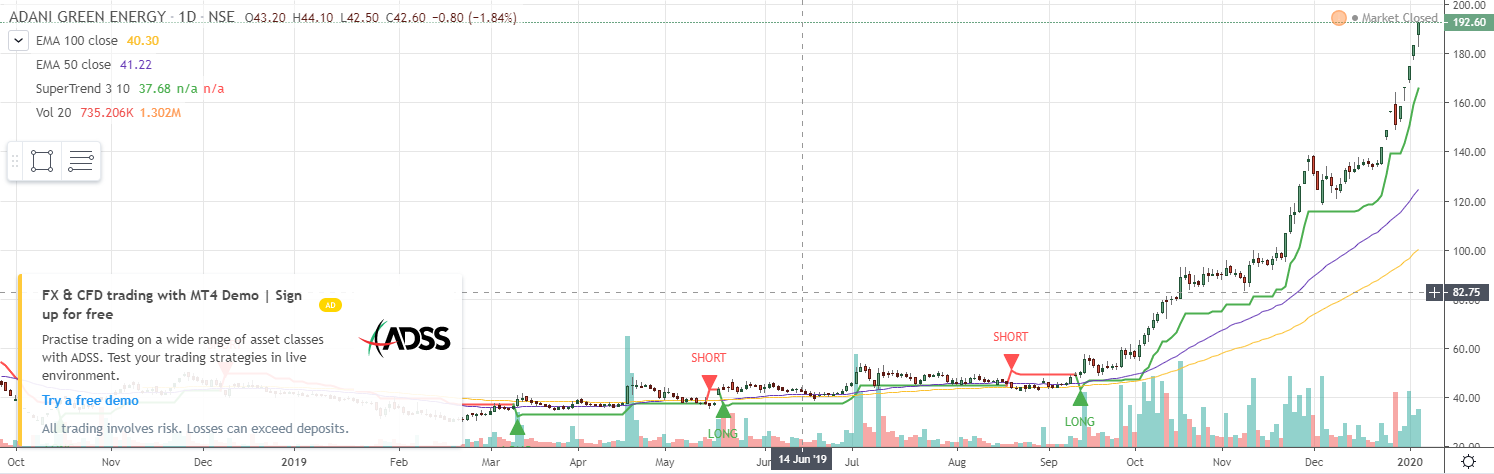 ADANI GREEN ENERGY · 1D · NSE O43.20 H44.10 L42.50 C42.60 −0.80 (−1.84%)
Market Closed
EMA 100 close 40.30
EMA 50 close 41.22
SuperTrend 3 10 37.68 n/a n/a
Vol 20 735.206K 1.302M
200.00
192.60
180.00
160.00
140.00
120.00
100.00
82.75
60.00
40.00
20.00
FX & CFD trading with MT4 Demo | Sign
up for free
AD
Practise trading on a wide range of asset classes
with ADSS. Test your trading strategies in live
environment.
Try a free demo
All trading involves risk. Losses can exceed deposits.
ADSS
SHORT
LONG
SHORT
LONG
Oct Nov Dec 2019 Feb Mar Apr May Jun 14 Jun '19 Jul Aug Sep Oct Nov Dec 2020